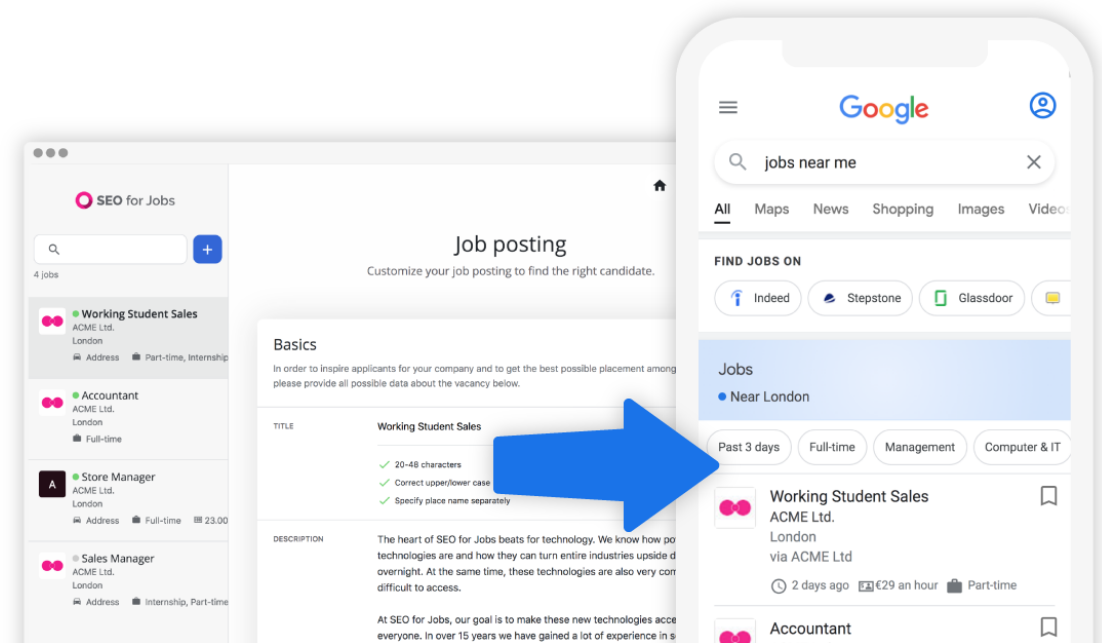 SEO for Jobs
4 jobs
Working Student Sales
ACME Ltd.
London
Address Part-time, Internship
Accountant
ACME Ltd.
London
Full-time
A
Store Manager
ACME Ltd.
London
Address Full-time 23.00
Sales Manager
ACME Ltd.
London
Address Internship, Part-time
Job posting
Customize your job posting to find the right candidate.
Basics
In order to inspire applicants for your company and to get the best possible placement among
please provide all possible data about the vacancy below.
TITLE
Working Student Sales
20-48 characters
Correct upper/lower case
Specify place name separately
DESCRIPTION
The heart of SEO for Jobs beats for technology. We know how
technologies are and how they can turn entire industries upside
overnight. At the same time, these technologies are also very
difficult to access.
At SEO for Jobs, our goal is to make these new technologies
everyone. In over 15 years we have gained a lot of experience in
Google
jobs near me
All Maps News Shopping Images Videos
FIND JOBS ON
Indeed Stepstone Glassdoor
Jobs
Near London
Past 3 days Full-time Management Computer & IT
Working Student Sales
ACME Ltd.
London
via ACME Ltd
2 days ago €29 an hour Part-time
Accountant